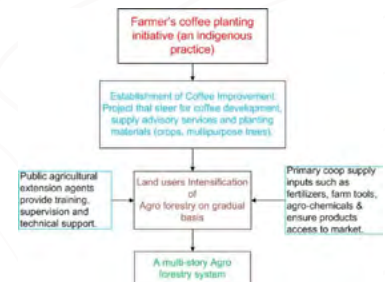 Farmer's coffee planting
initiative (an indigenous
practice)
Establishment of Coffee Improvement
Project that steer for coffee development,
supply advisory services and planting
materials (crops, multipurpose trees).
Public agricultural
extension agents
provide training,
supervision and
technical support.
Land users Intensification
of
Agro forestry on gradual
basis
Primary coop supply
inputs such as
fertilizers, farm tools,
agro-chemicals &
ensure products
access to market.
A multi-story Agro
forestry system